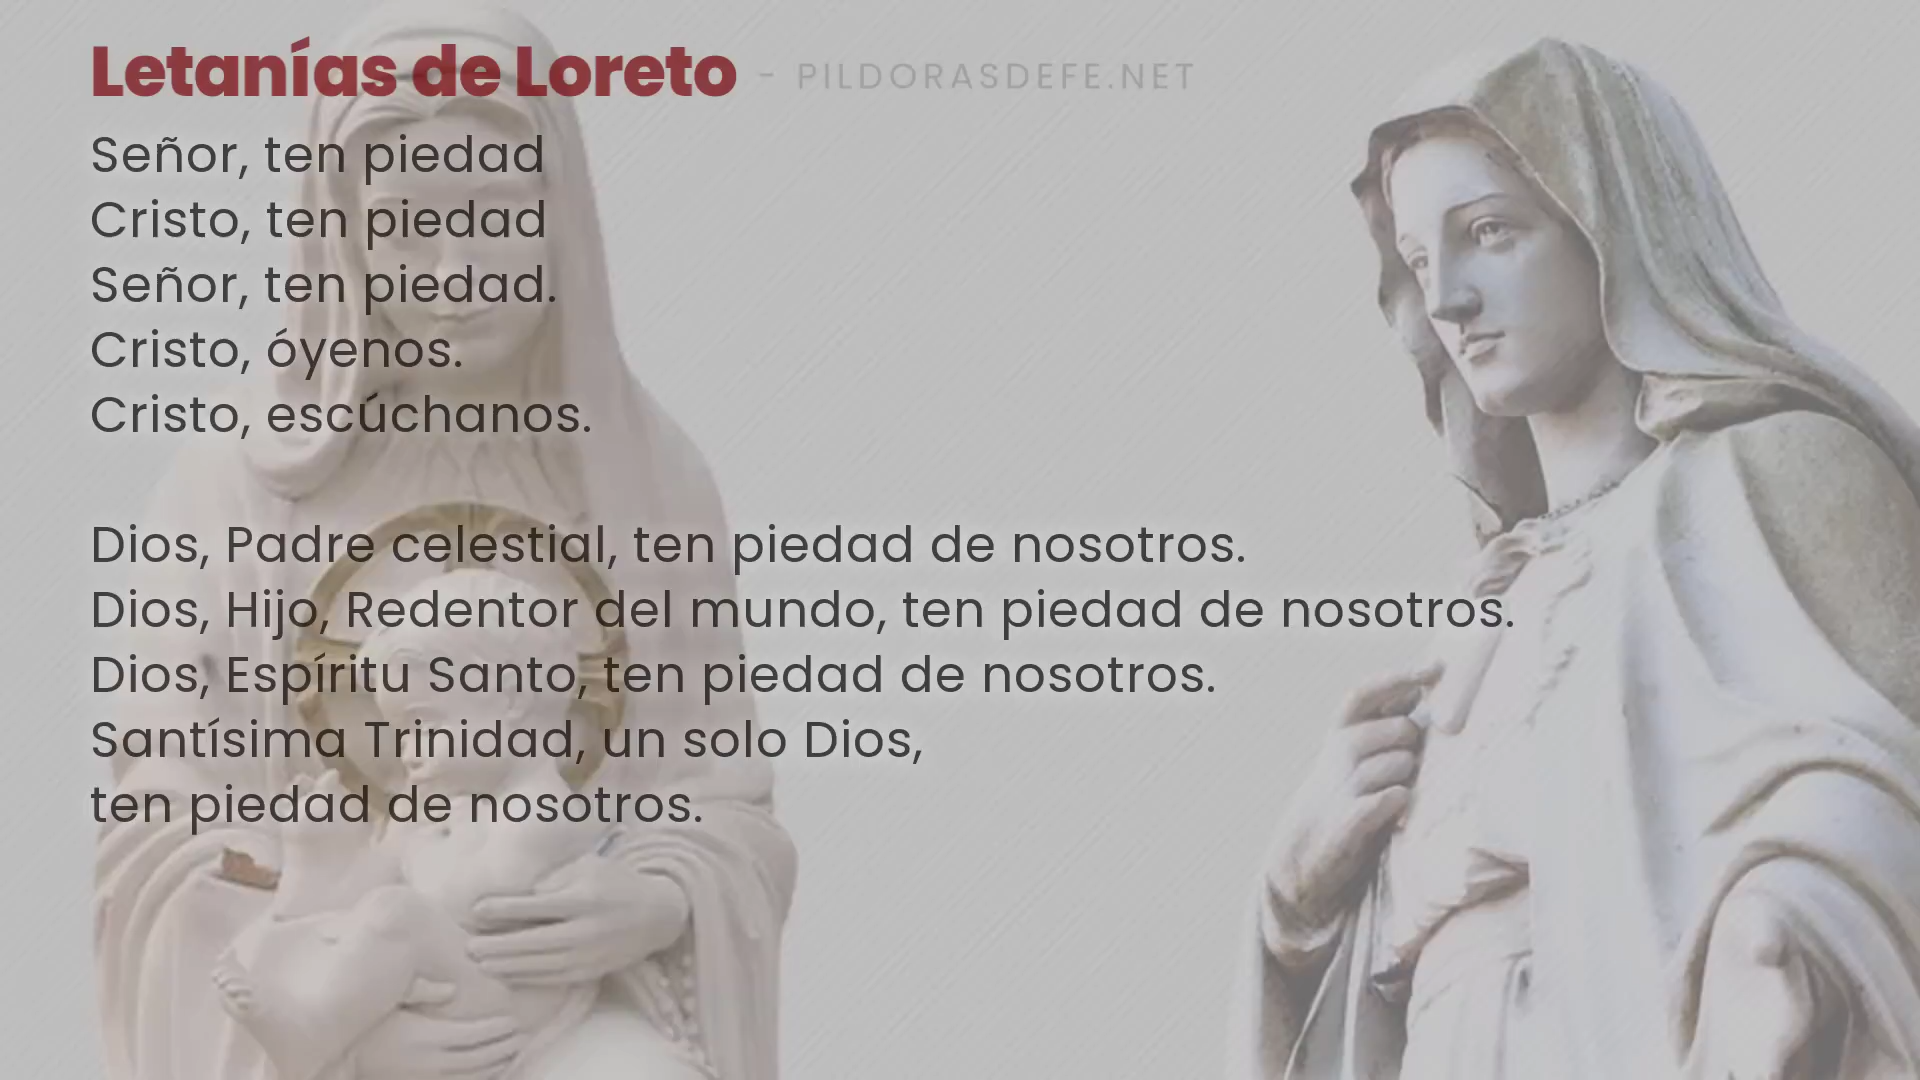 Letanías de Loreto - PILDORASDEFE.NET
Señor, ten piedad
Cristo, ten piedad
Señor, ten piedad.
Cristo, óyenos.
Cristo, escúchanos.
Dios, Padre celestial, ten piedad de nosotros.
Dios, Hijo, Redentor del mundo, ten piedad de nosotros.
Dios, Espíritu Santo, ten piedad de nosotros.
Santísima Trinidad, un solo Dios,
ten piedad de nosotros.